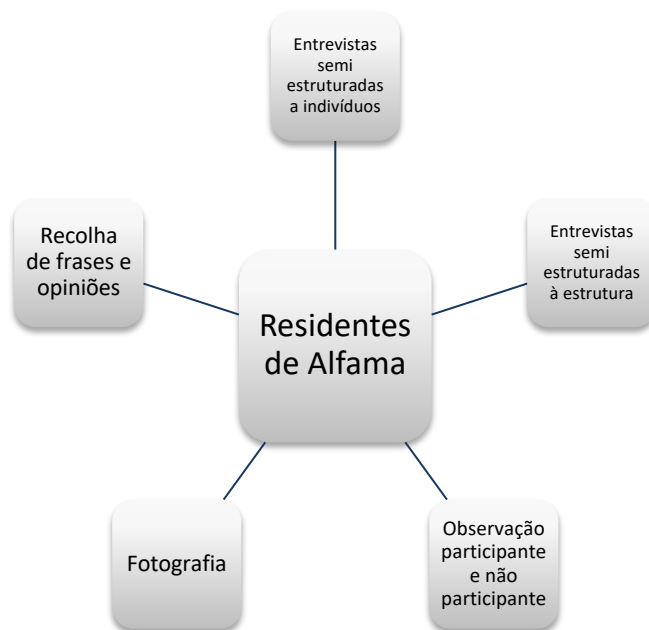 Entrevistas
semi
estruturadas
a indivíduos
Entrevistas
semi
estruturadas
à estrutura
Recolha
de frases e
opiniões
Residentes
de Alfama
Fotografia
Observação
participante
e não
participante